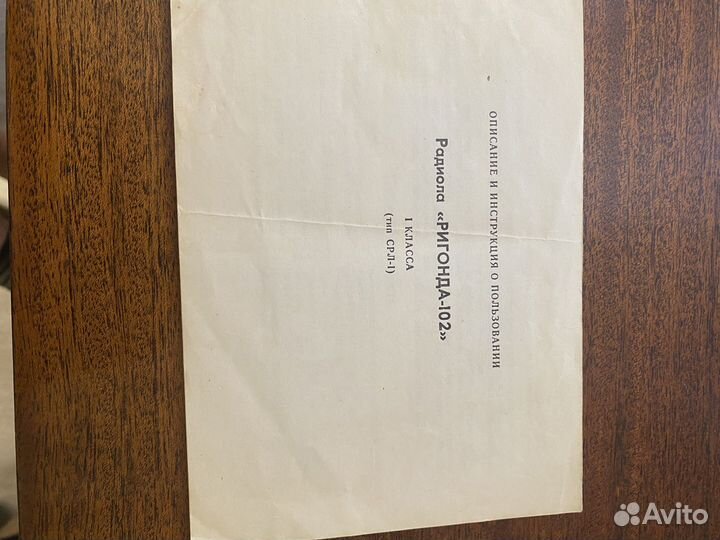 ОПИСАНИЕ И ИНСТРУКЦИЯ О ПОЛЬЗОВАНИИ
Радиола «РИГОНДА-102»
I КЛАССА
(тип СРЛ-1)
Avito